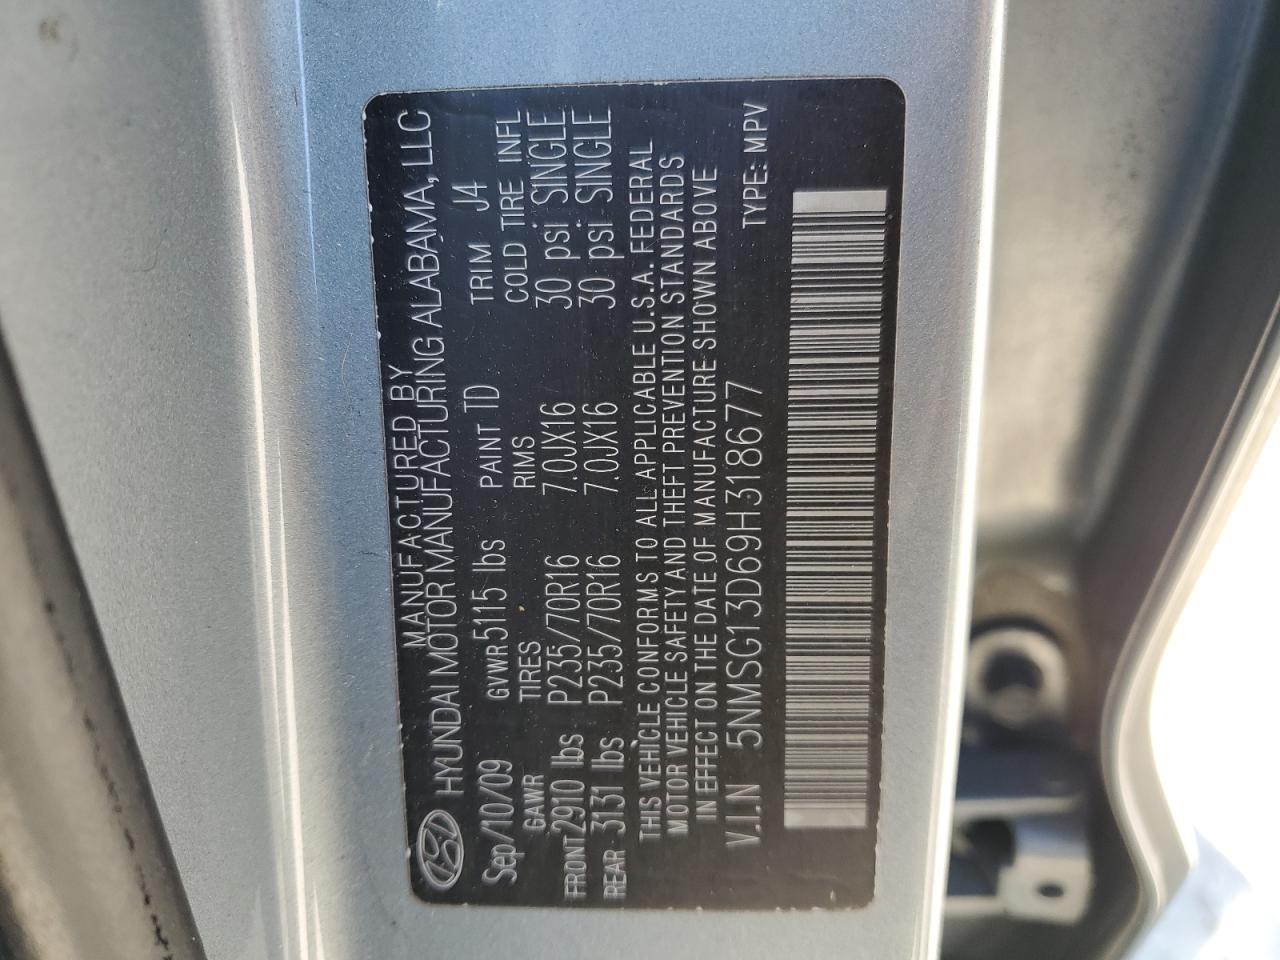 MANUFACTURED BY
HYUNDAI MOTOR MANUFACTURING ALABAMA, LLC
Sep/10/09 GVWR 5115 lbs PAINT TD TRIM J4
GAWR TIRES RIMS COLD TIRE INFL
FRONT 2910 lbs P235/70R16 7.0JX16 30 psi SINGLE
REAR 3131 lbs P235/70R16 7.0JX16 30 psi SINGLE
THIS VEHICLE CONFORMS TO ALL APPLICABLE U.S.A. FEDERAL
MOTOR VEHICLE SAFETY AND THEFT PREVENTION STANDARDS
IN EFFECT ON THE DATE OF MANUFACTURE SHOWN ABOVE
V.I.N 5NMSG13D69H318677 TYPE: MPV